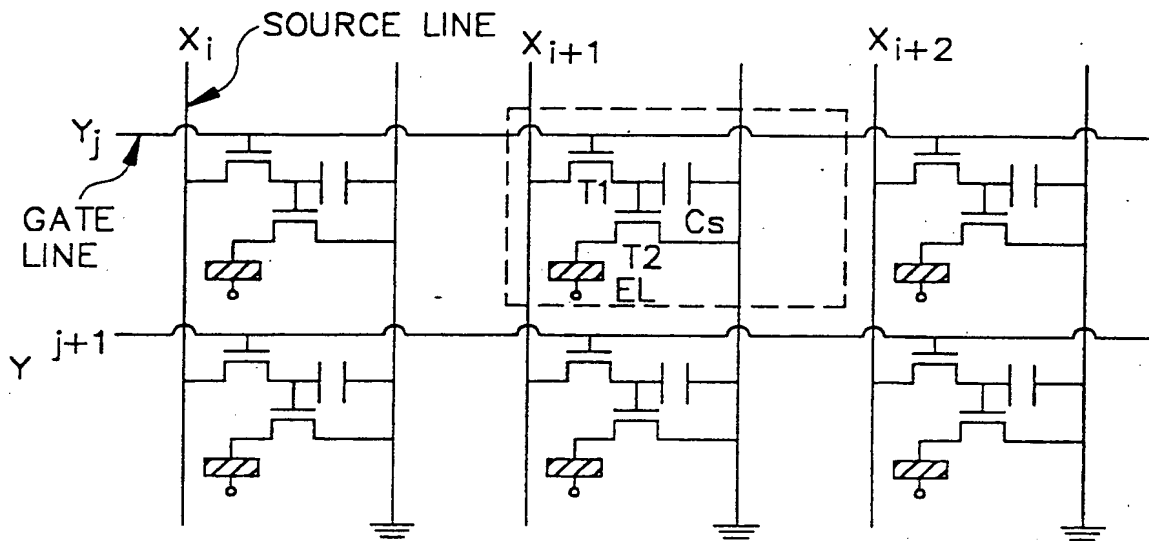 SOURCE LINE
Xi
Xi+1
Xi+2
Yj
GATE
LINE
T1
Cs
T2
EL
Y j+1